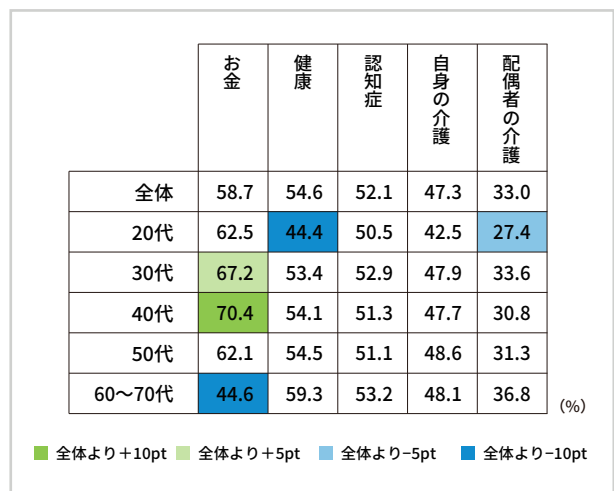 お金 健康 認知症 自身の介護 配偶者の介護
全体 58.7 54.6 52.1 47.3 33.0
20代 62.5 44.4 50.5 42.5 27.4
30代 67.2 53.4 52.9 47.9 33.6
40代 70.4 54.1 51.3 47.7 30.8
50代 62.1 54.5 51.1 48.6 31.3
60〜70代 44.6 59.3 53.2 48.1 36.8
(%)
全体より+10pt 全体より+5pt 全体より−5pt 全体より−10pt